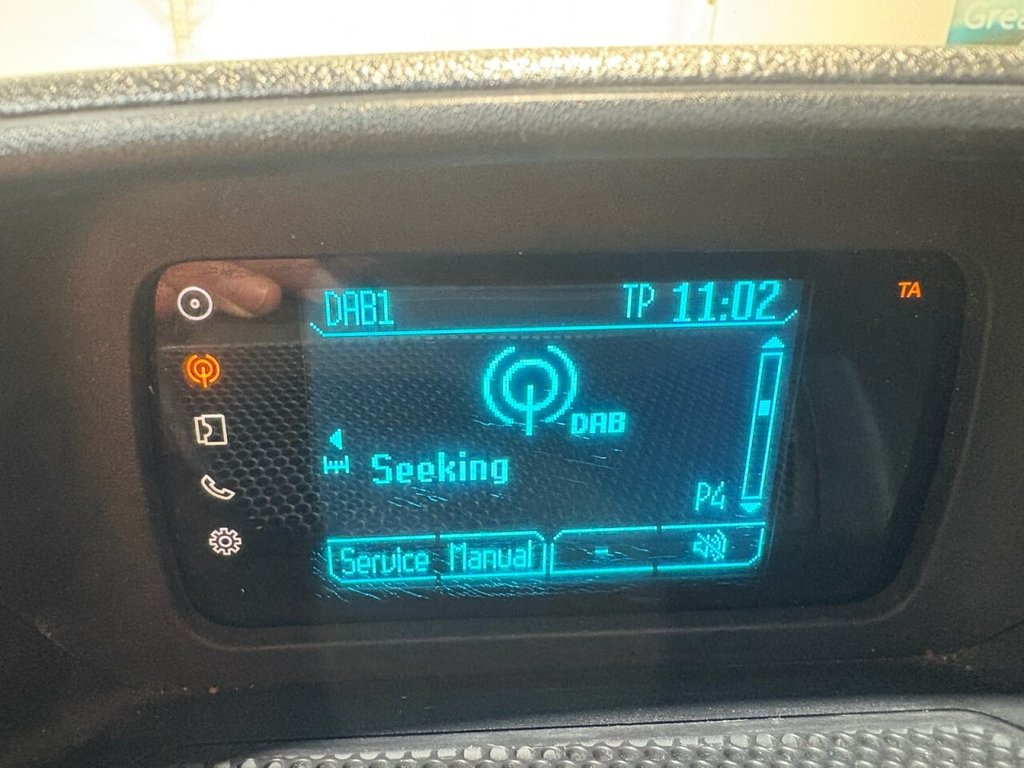 DAB1 TP 11:02
TA
DAB
Seeking
P4
Service Manual